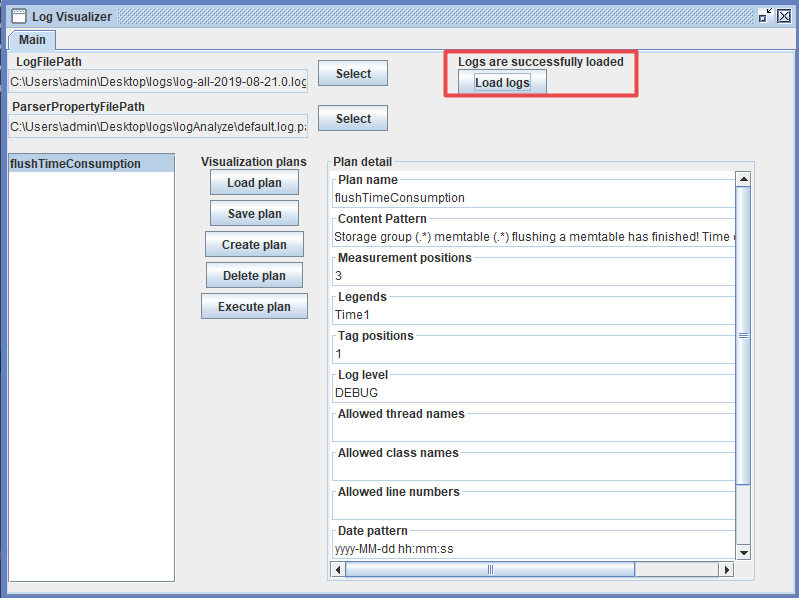 Log Visualizer
Main
LogFilePath
C:\Users\admin\Desktop\logs\log-all-2019-08-21.0.log
Select
Logs are successfully loaded
Load logs
ParserPropertyFilePath
C:\Users\admin\Desktop\logs\logAnalyze\default.log.pa
Select
flushTimeConsumption
Visualization plans
Load plan
Save plan
Create plan
Delete plan
Execute plan
Plan detail
Plan name
flushTimeConsumption
Content Pattern
Storage group (.*) memtable (.*) flushing a memtable has finished! Time
Measurement positions
3
Legends
Time1
Tag positions
1
Log level
DEBUG
Allowed thread names
Allowed class names
Allowed line numbers
Date pattern
yyyy-MM-dd hh:mm:ss